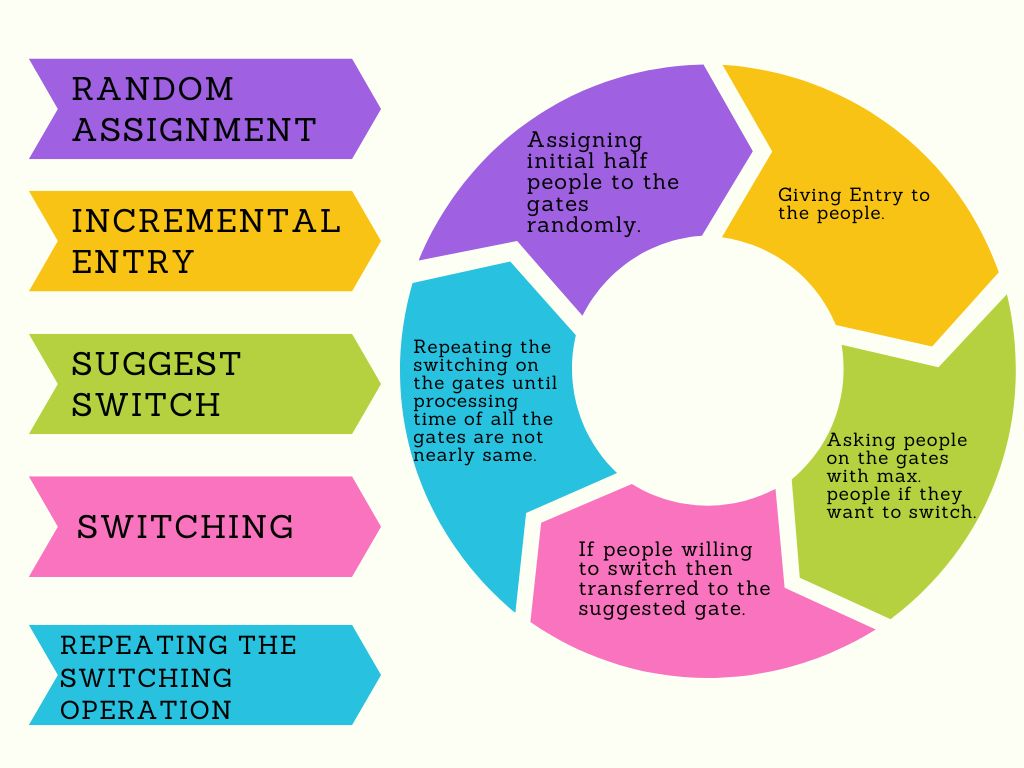 RANDOM
ASSIGNMENT
INCREMENTAL
ENTRY
SUGGEST
SWITCH
SWITCHING
REPEATING THE
SWITCHING
OPERATION
Assigning
initial half
people to the
gates
randomly.
Giving Entry to
the people.
Asking people
on the gates
with max.
people if they
want to switch.
If people willing
to switch then
transferred to the
suggested gate.
Repeating the
switching on
the gates until
processing
time of all the
gates are not
nearly same.